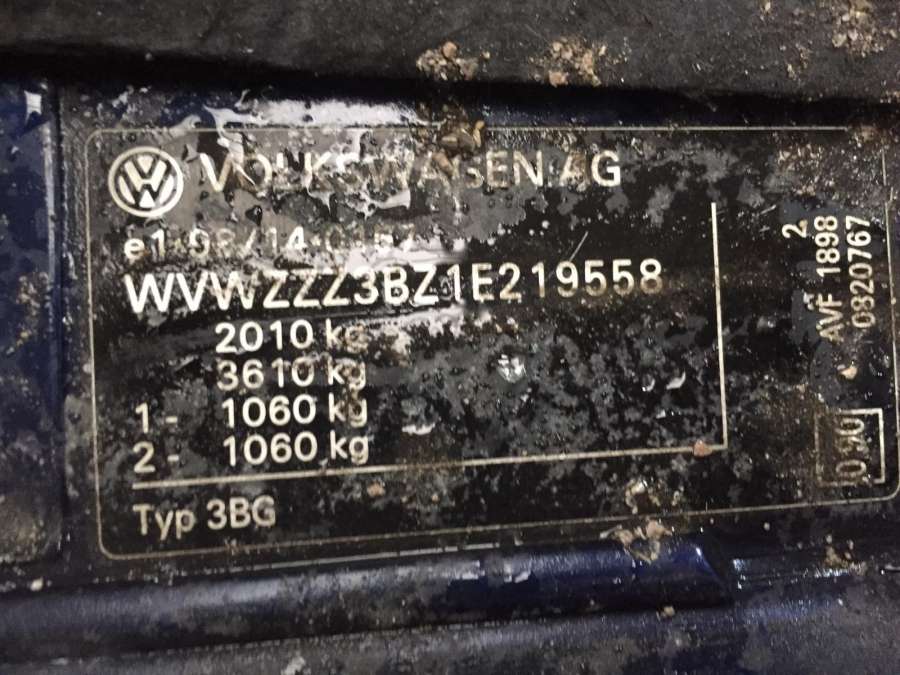 VOLKSWAGEN AG
WVWZZZ3BZ1E219558
2010 kg
3610 kg
1 - 1060 kg
2 - 1060 kg
Typ 3BG
2
AVF 1898
0820767